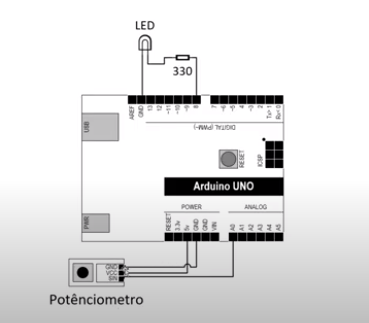 LED
330
AREF
GND
13
12
~11
~10
~9
8
7
~6
~5
4
~3
2
Tx>1
Rx<0
USB
DIGITAL (PWM~)
RESET
ICSP
Arduino UNO
POWER
ANALOG
PWR
RESET
3.3v
5v
GND
GND
VIN
A0
A1
A2
A3
A4
A5
GND
VCC
SIN
Potênciometro